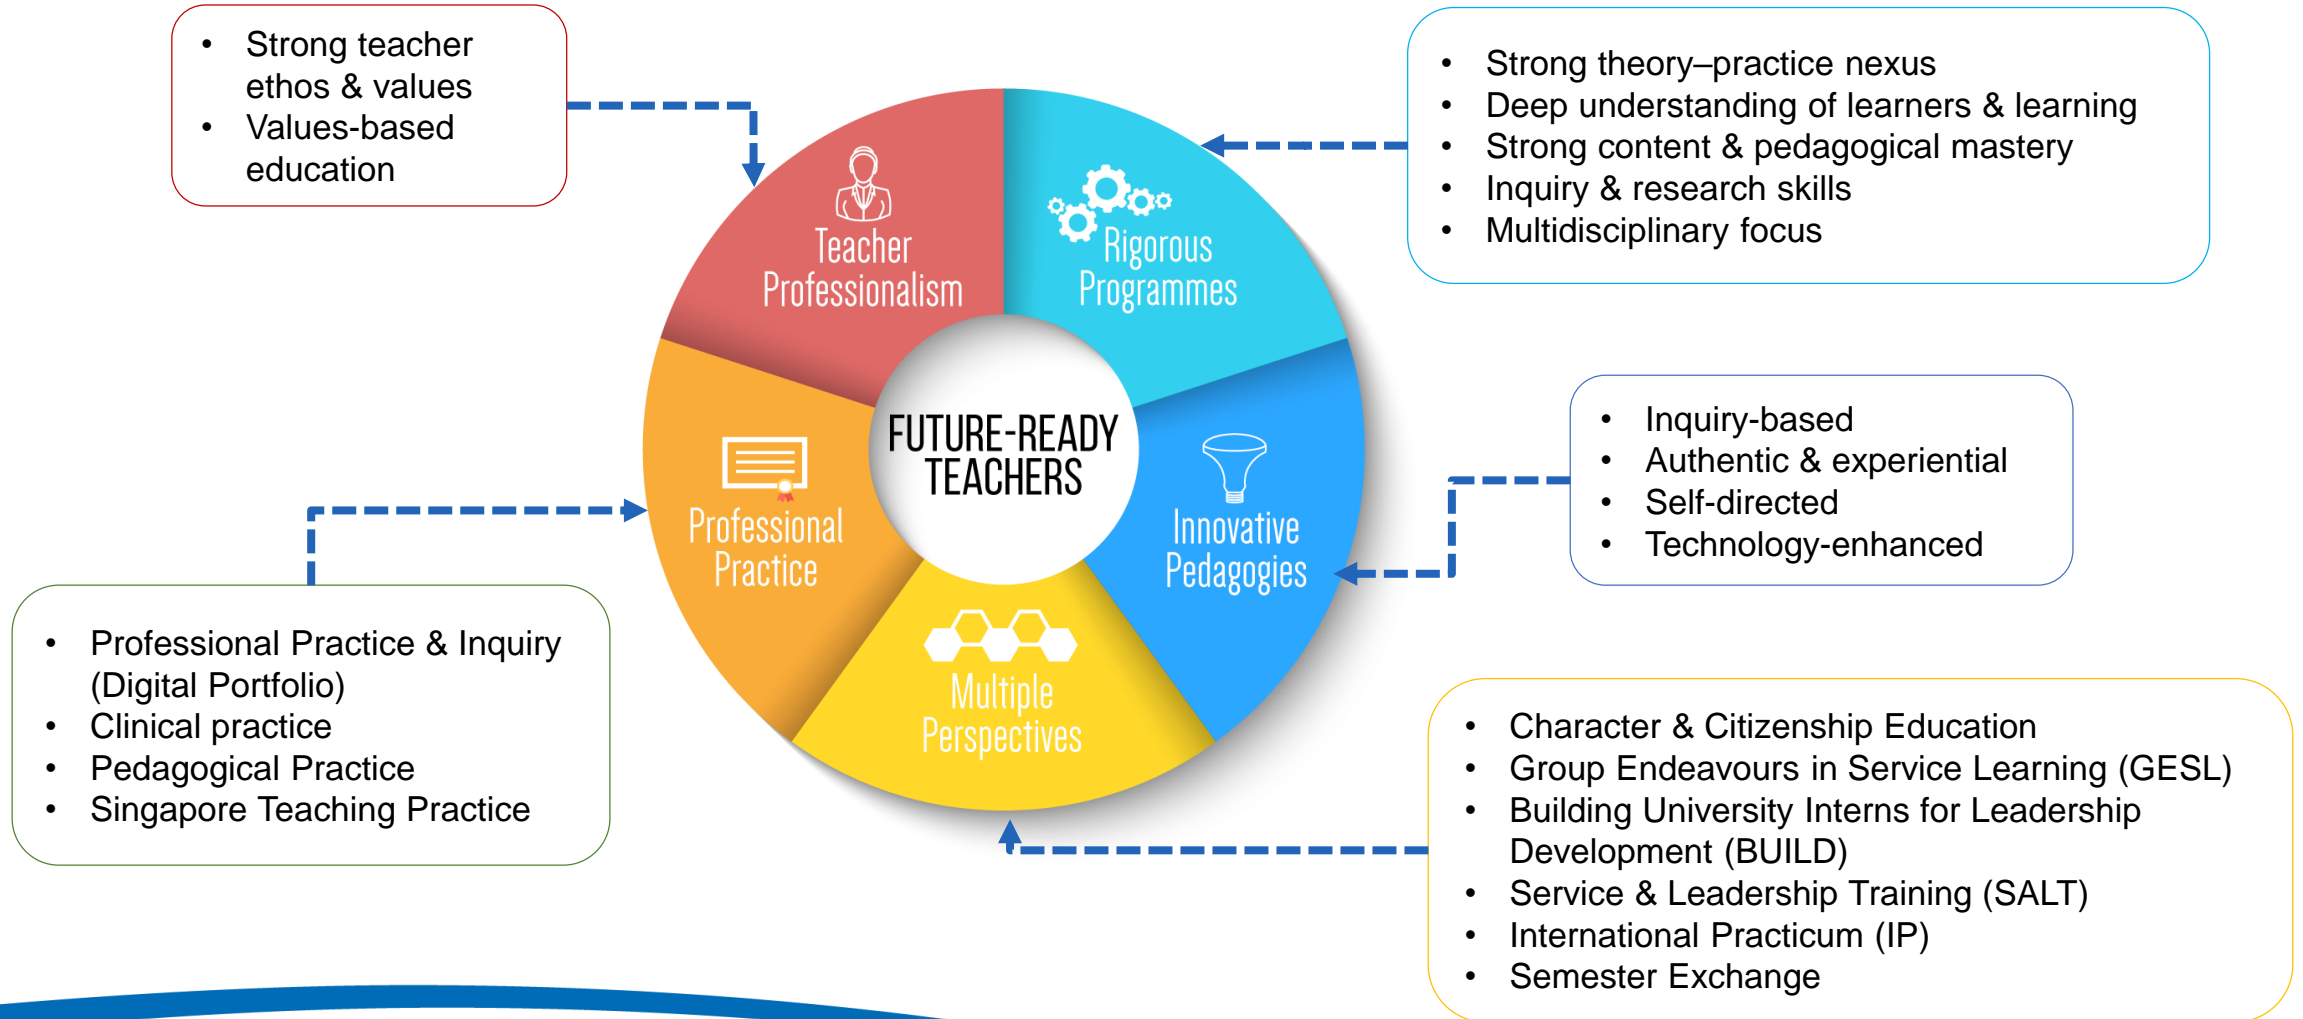 • Strong teacher
ethos & values
• Values-based
education
• Strong theory–practice nexus
• Deep understanding of learners & learning
• Strong content & pedagogical mastery
• Inquiry & research skills
• Multidisciplinary focus
Teacher
Professionalism
Rigorous
Programmes
FUTURE-READY
TEACHERS
Professional
Practice
Innovative
Pedagogies
Multiple
Perspectives
• Inquiry-based
• Authentic & experiential
• Self-directed
• Technology-enhanced
• Professional Practice & Inquiry
(Digital Portfolio)
• Clinical practice
• Pedagogical Practice
• Singapore Teaching Practice
• Character & Citizenship Education
• Group Endeavours in Service Learning (GESL)
• Building University Interns for Leadership
Development (BUILD)
• Service & Leadership Training (SALT)
• International Practicum (IP)
• Semester Exchange